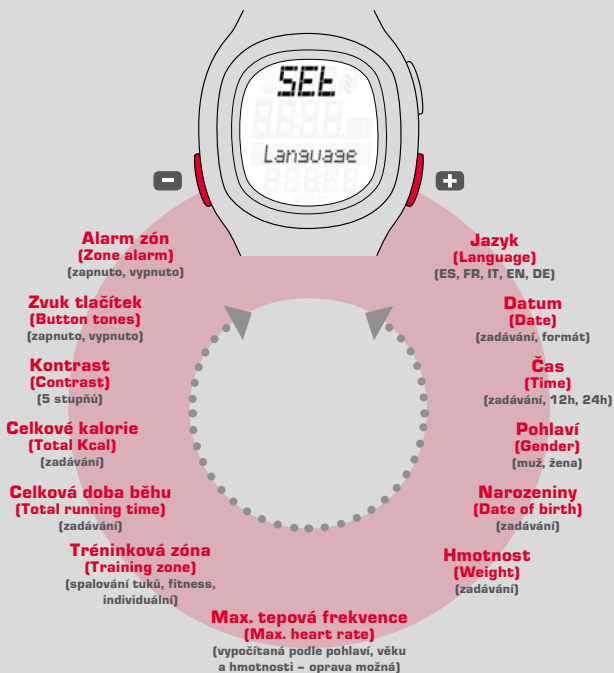 SEt
Language
–
+
Jazyk
(Language)
(ES, FR, IT, EN, DE)
Datum
(Date)
(zadávání, formát)
Čas
(Time)
(zadávání, 12h, 24h)
Pohlaví
(Gender)
(muž, žena)
Narozeniny
(Date of birth)
(zadávání)
Hmotnost
(Weight)
(zadávání)
Max. tepová frekvence
(Max. heart rate)
(vypočítaná podle pohlaví, věku
a hmotnosti – oprava možná)
Tréninková zóna
(Training zone)
(spalování tuků, fitness,
individuální)
Celková doba běhu
(Total running time)
(zadávání)
Celkové kalorie
(Total Kcal)
(zadávání)
Kontrast
(Contrast)
(5 stupňů)
Zvuk tlačítek
(Button tones)
(zapnuto, vypnuto)
Alarm zón
(Zone alarm)
(zapnuto, vypnuto)